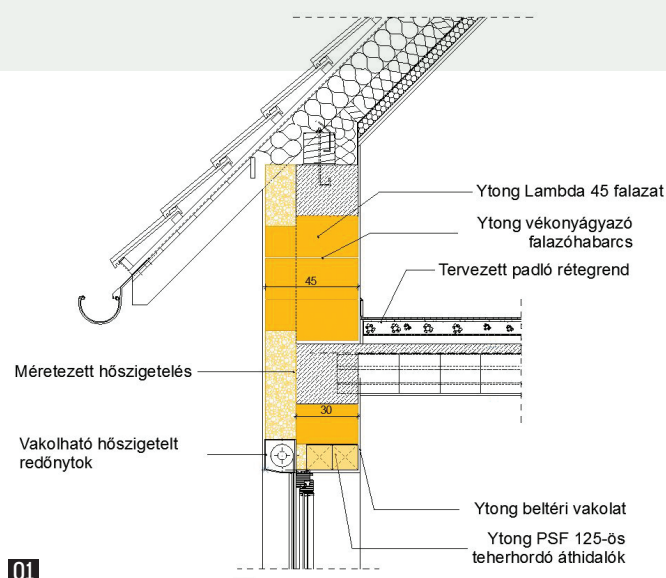 Ytong Lambda 45 falazat
Ytong vékonyágyazó
falazóhabarcs
Tervezett padló rétegrend
45
Méretezett hőszigetelés
30
Vakolható hőszigetelt
redőnytok
Ytong beltéri vakolat
Ytong PSF 125-ös
teherhordó áthidalók
01